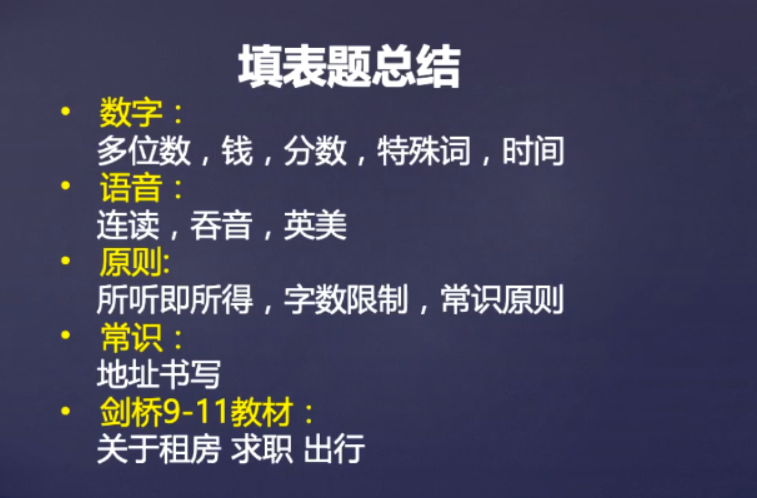 填表题总结
• 数字：
多位数，钱，分数，特殊词，时间
• 语音：
连读，吞音，英美
• 原则:
所听即所得，字数限制，常识原则
• 常识：
地址书写
• 剑桥9-11教材：
关于租房 求职 出行